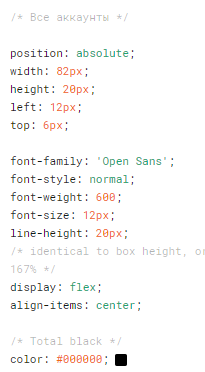 /* Все аккаунты */
position: absolute;
width: 82px;
height: 20px;
left: 12px;
top: 6px;
font-family: 'Open Sans';
font-style: normal;
font-weight: 600;
font-size: 12px;
line-height: 20px;
/* identical to box height, or
167% */
display: flex;
align-items: center;
/* Total black */
color: #000000;